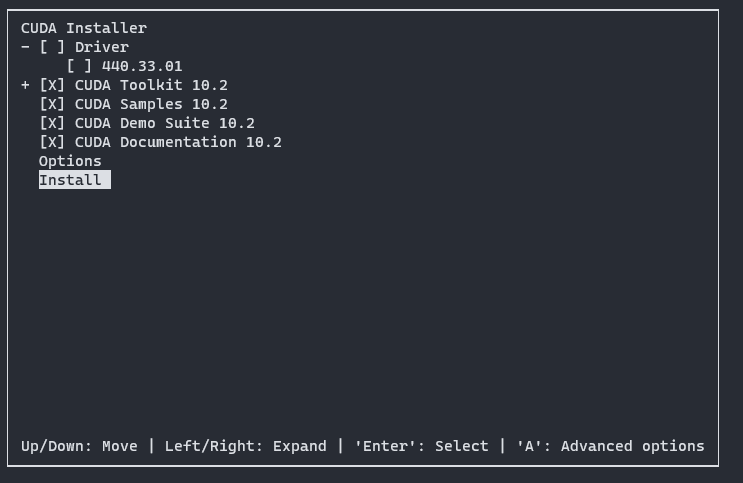 CUDA Installer
- [ ] Driver
[ ] 440.33.01
+ [X] CUDA Toolkit 10.2
[X] CUDA Samples 10.2
[X] CUDA Demo Suite 10.2
[X] CUDA Documentation 10.2
Options
Install
Up/Down: Move | Left/Right: Expand | 'Enter': Select | 'A': Advanced options